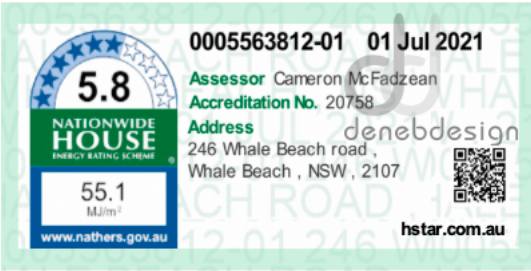 0005563812-01 01 Jul 2021
5.8
NATIONWIDE
HOUSE
ENERGY RATING SCHEME
®
55.1
MJ/m²
www.nathers.gov.au
Assessor Cameron McFadzean
Accreditation No. 20758
Address
246 Whale Beach road ,
Whale Beach , NSW , 2107
denebdesign
hstar.com.au